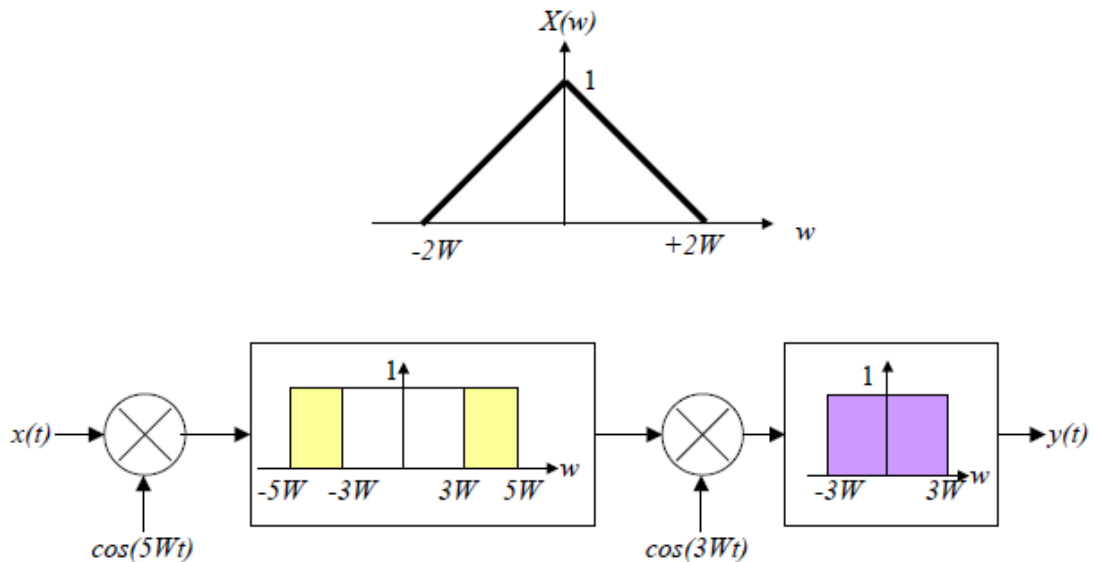 X(w)
1
-2W +2W w
1 1
x(t) w w y(t)
-5W -3W 3W 5W -3W 3W
cos(5Wt) cos(3Wt)